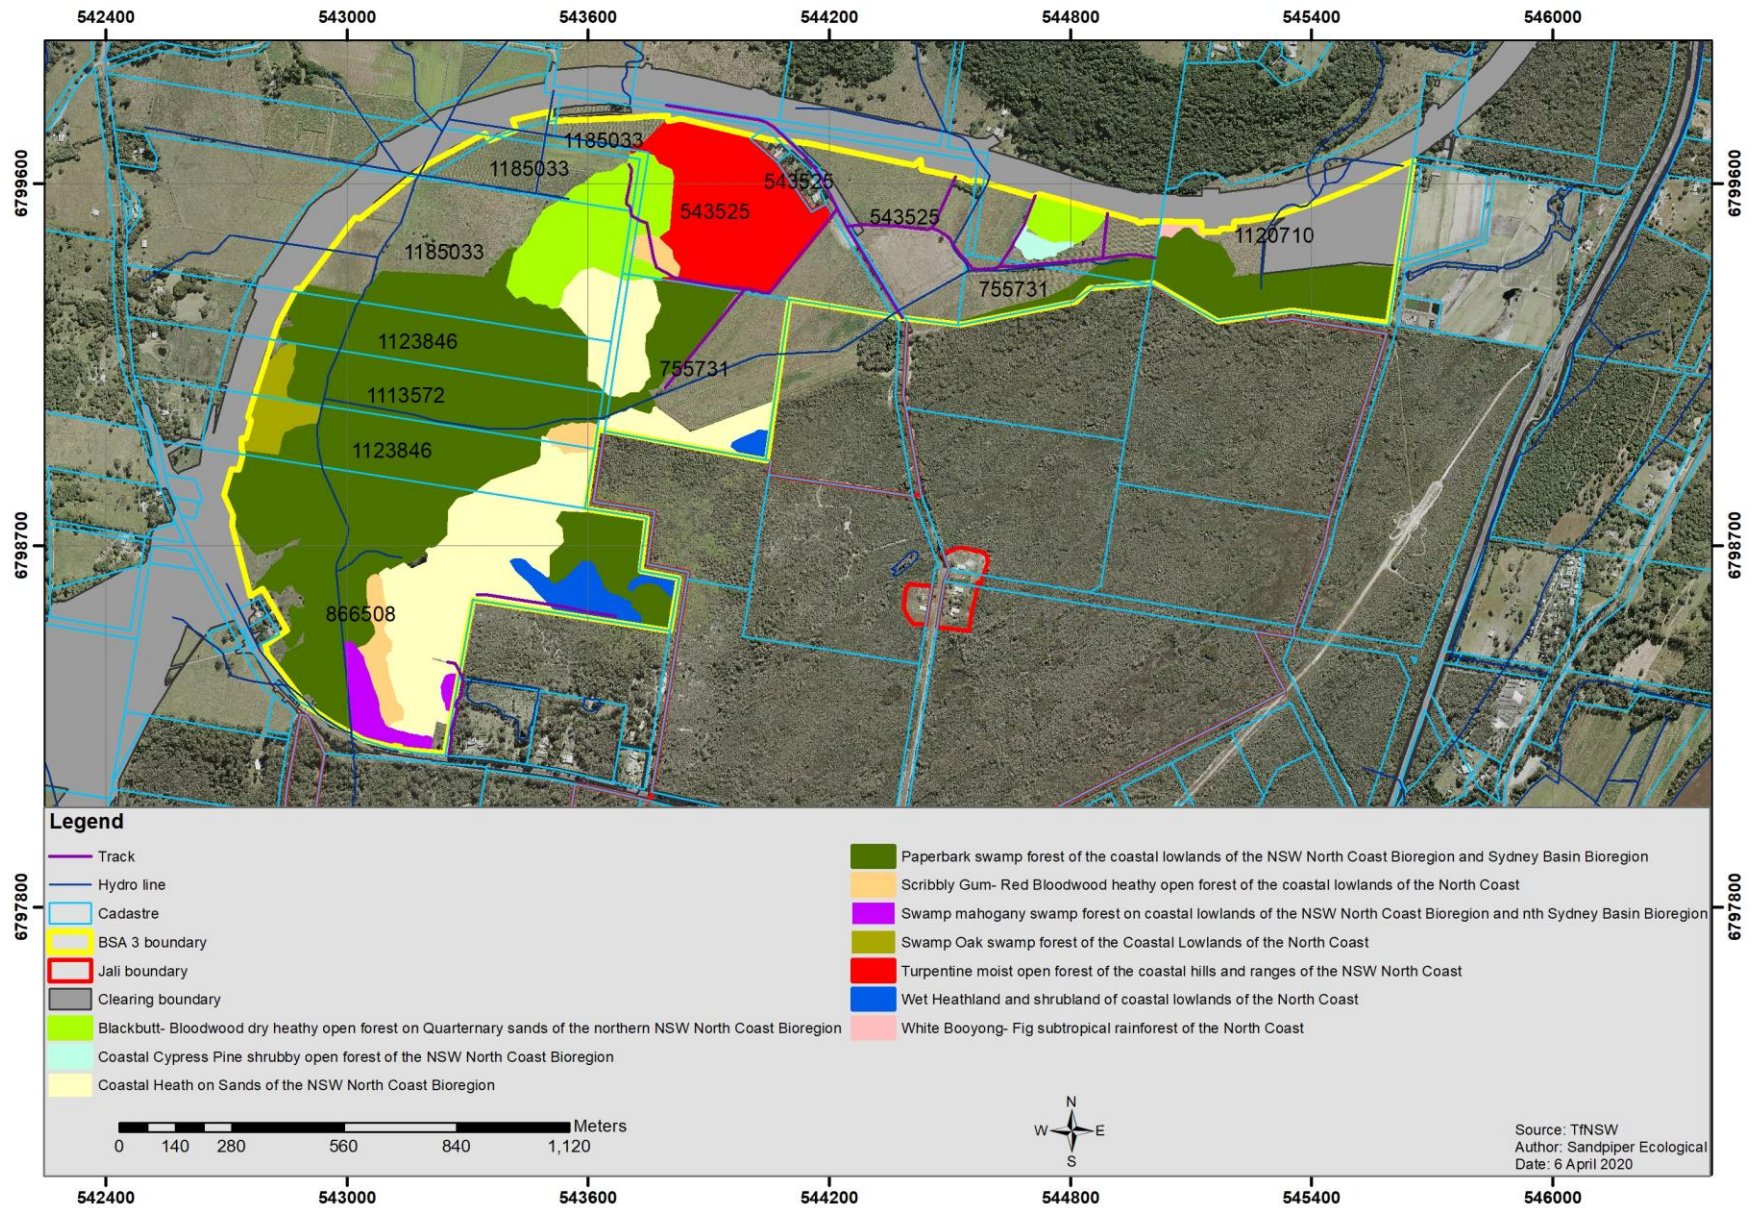 542400 543000 543600 544200 544800 545400 546000
6799600
6799600
1185033
1185033
543525
543525
543525
1185033
1120710
755731
1123846
755731
1113572
1123846
6798700
6798700
866508
Legend
Track
Hydro line
Cadastre
BSA 3 boundary
Jali boundary
Clearing boundary
Blackbutt- Bloodwood dry heathy open forest on Quarternary sands of the northern NSW North Coast Bioregion
Coastal Cypress Pine shrubby open forest of the NSW North Coast Bioregion
Coastal Heath on Sands of the NSW North Coast Bioregion
Paperbark swamp forest of the coastal lowlands of the NSW North Coast Bioregion and Sydney Basin Bioregion
Scribbly Gum- Red Bloodwood heathy open forest of the coastal lowlands of the North Coast
Swamp mahogany swamp forest on coastal lowlands of the NSW North Coast Bioregion and nth Sydney Basin Bioregion
Swamp Oak swamp forest of the Coastal Lowlands of the North Coast
Turpentine moist open forest of the coastal hills and ranges of the NSW North Coast
Wet Heathland and shrubland of coastal lowlands of the North Coast
White Booyong- Fig subtropical rainforest of the North Coast
6797800
6797800
Meters
0 140 280 560 840 1,120
N
W E
S
Source: TfNSW
Author: Sandpiper Ecological
Date: 6 April 2020
542400 543000 543600 544200 544800 545400 546000